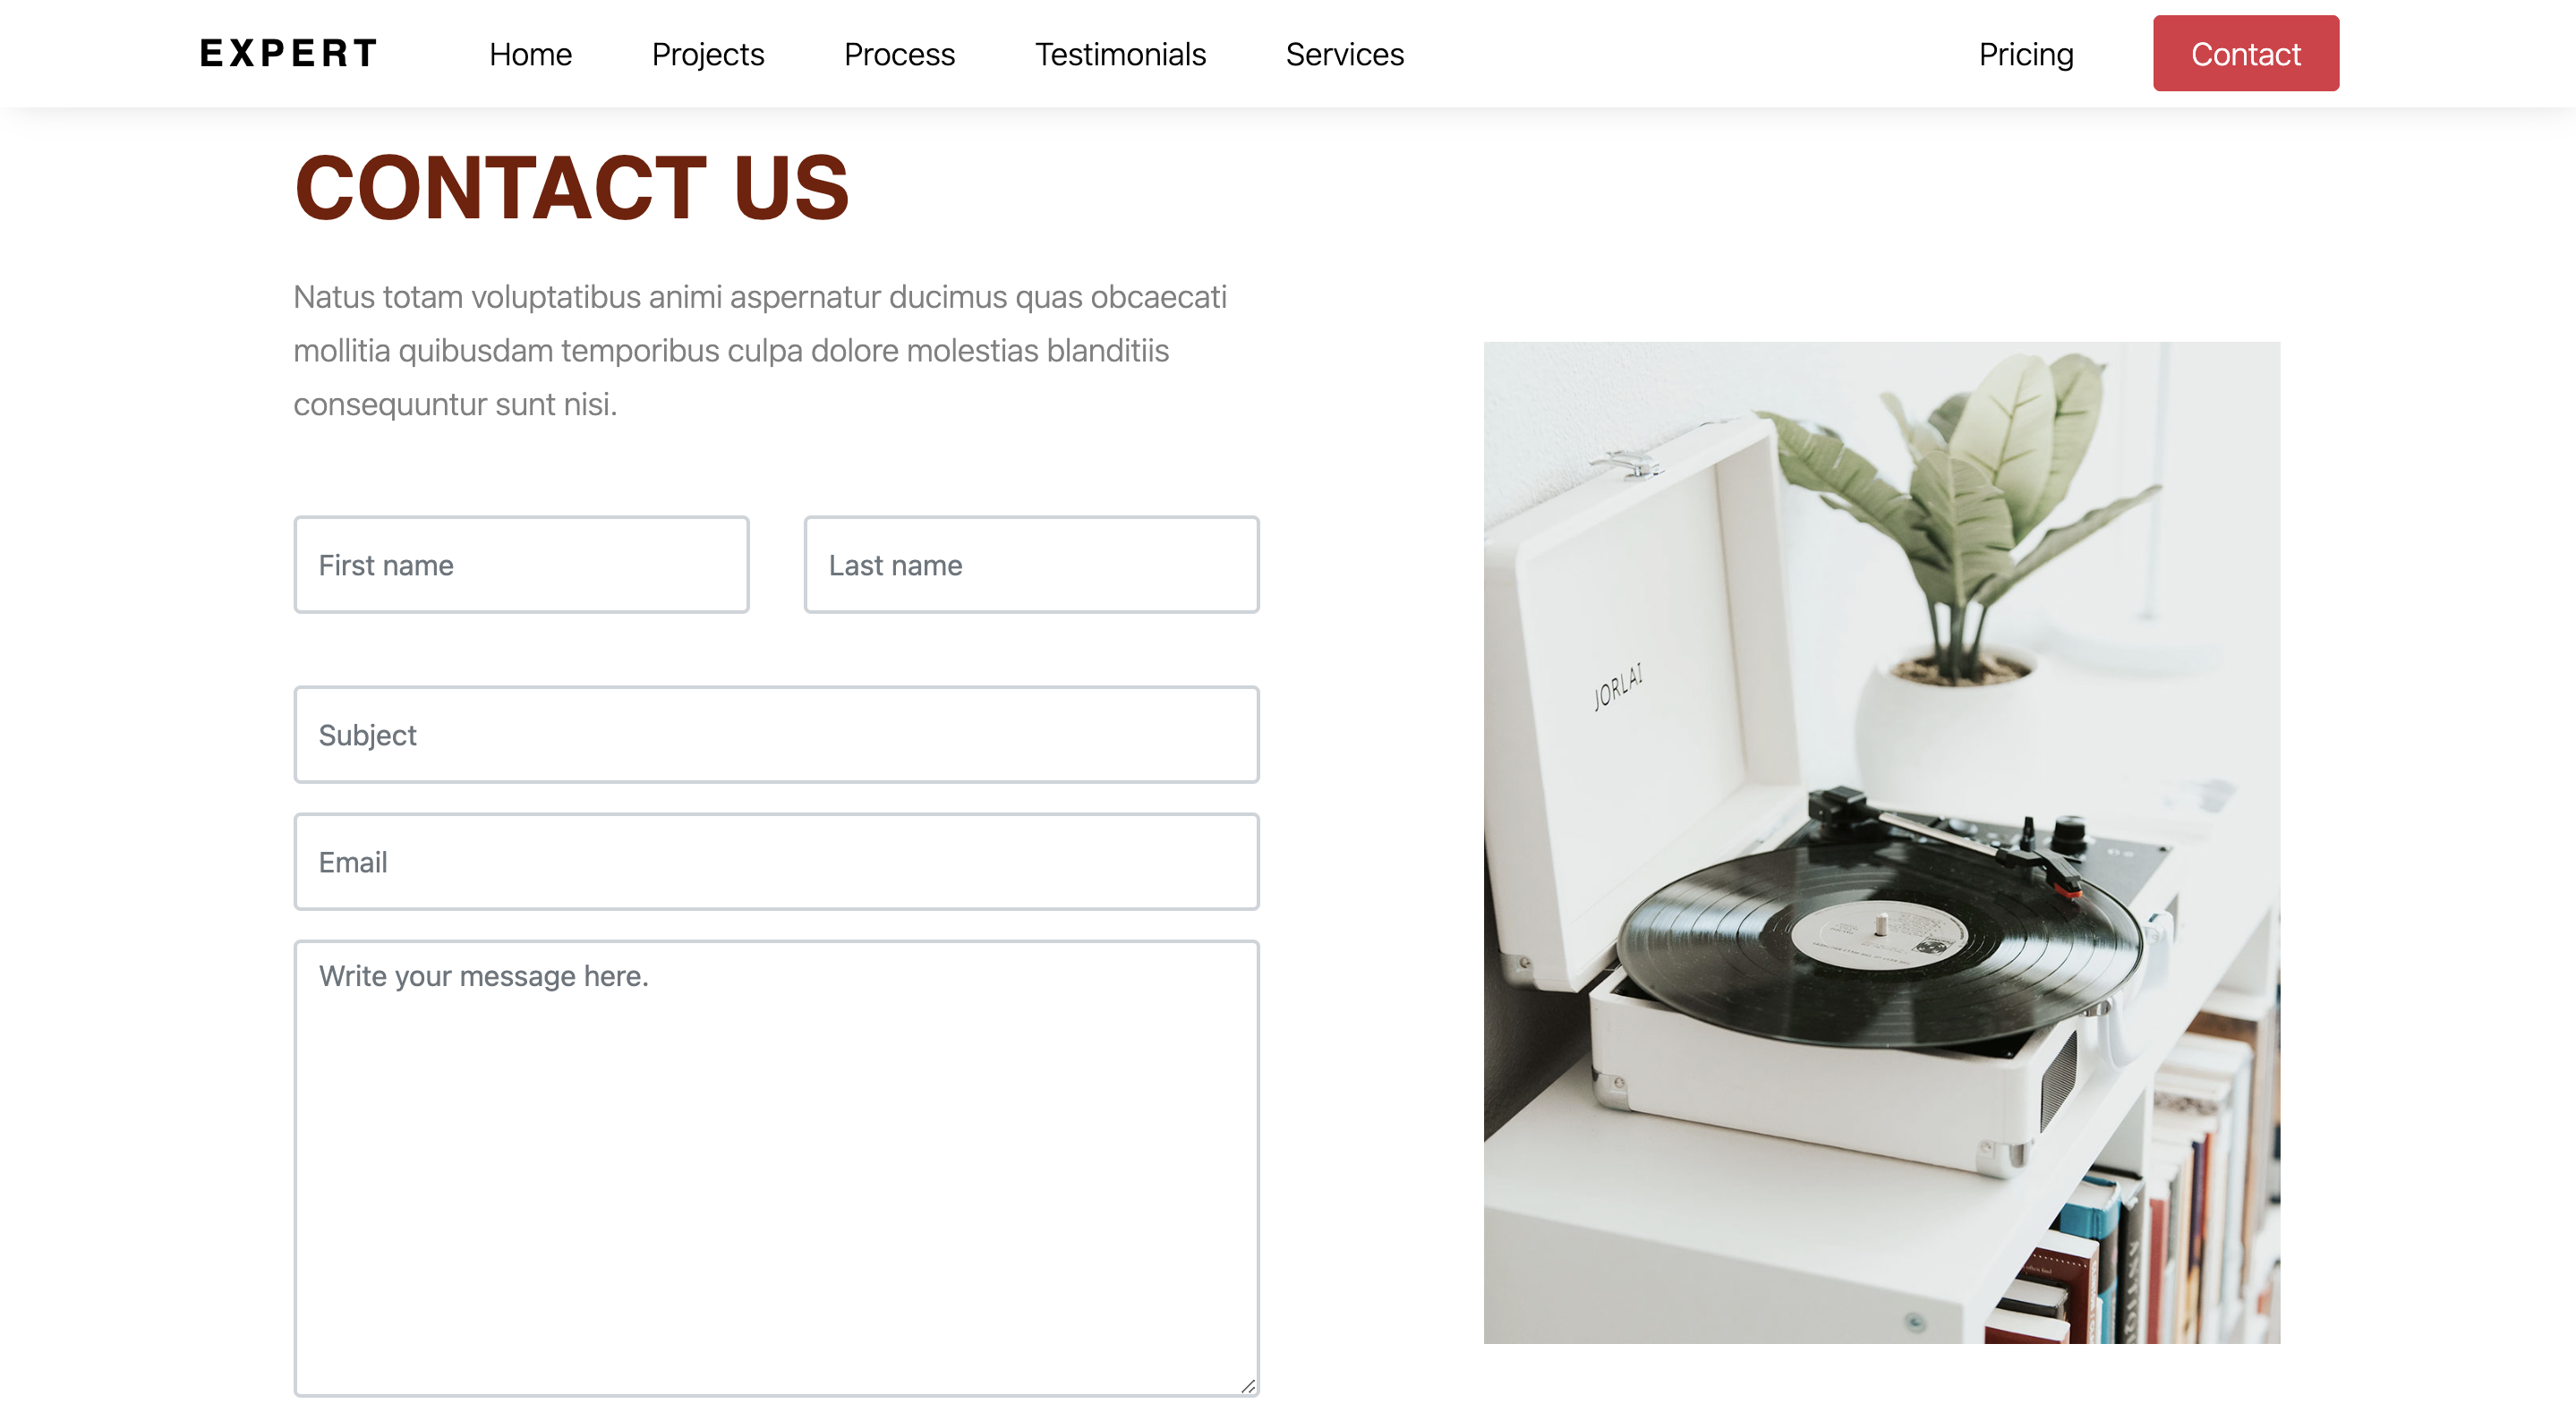 EXPERT
Home
Projects
Process
Testimonials
Services
Pricing
Contact
CONTACT US
Natus totam voluptatibus animi aspernatur ducimus quas obcaecati
mollitia quibusdam temporibus culpa dolore molestias blanditiis
consequuntur sunt nisi.
First name
Last name
Subject
Email
Write your message here.
JORLAI